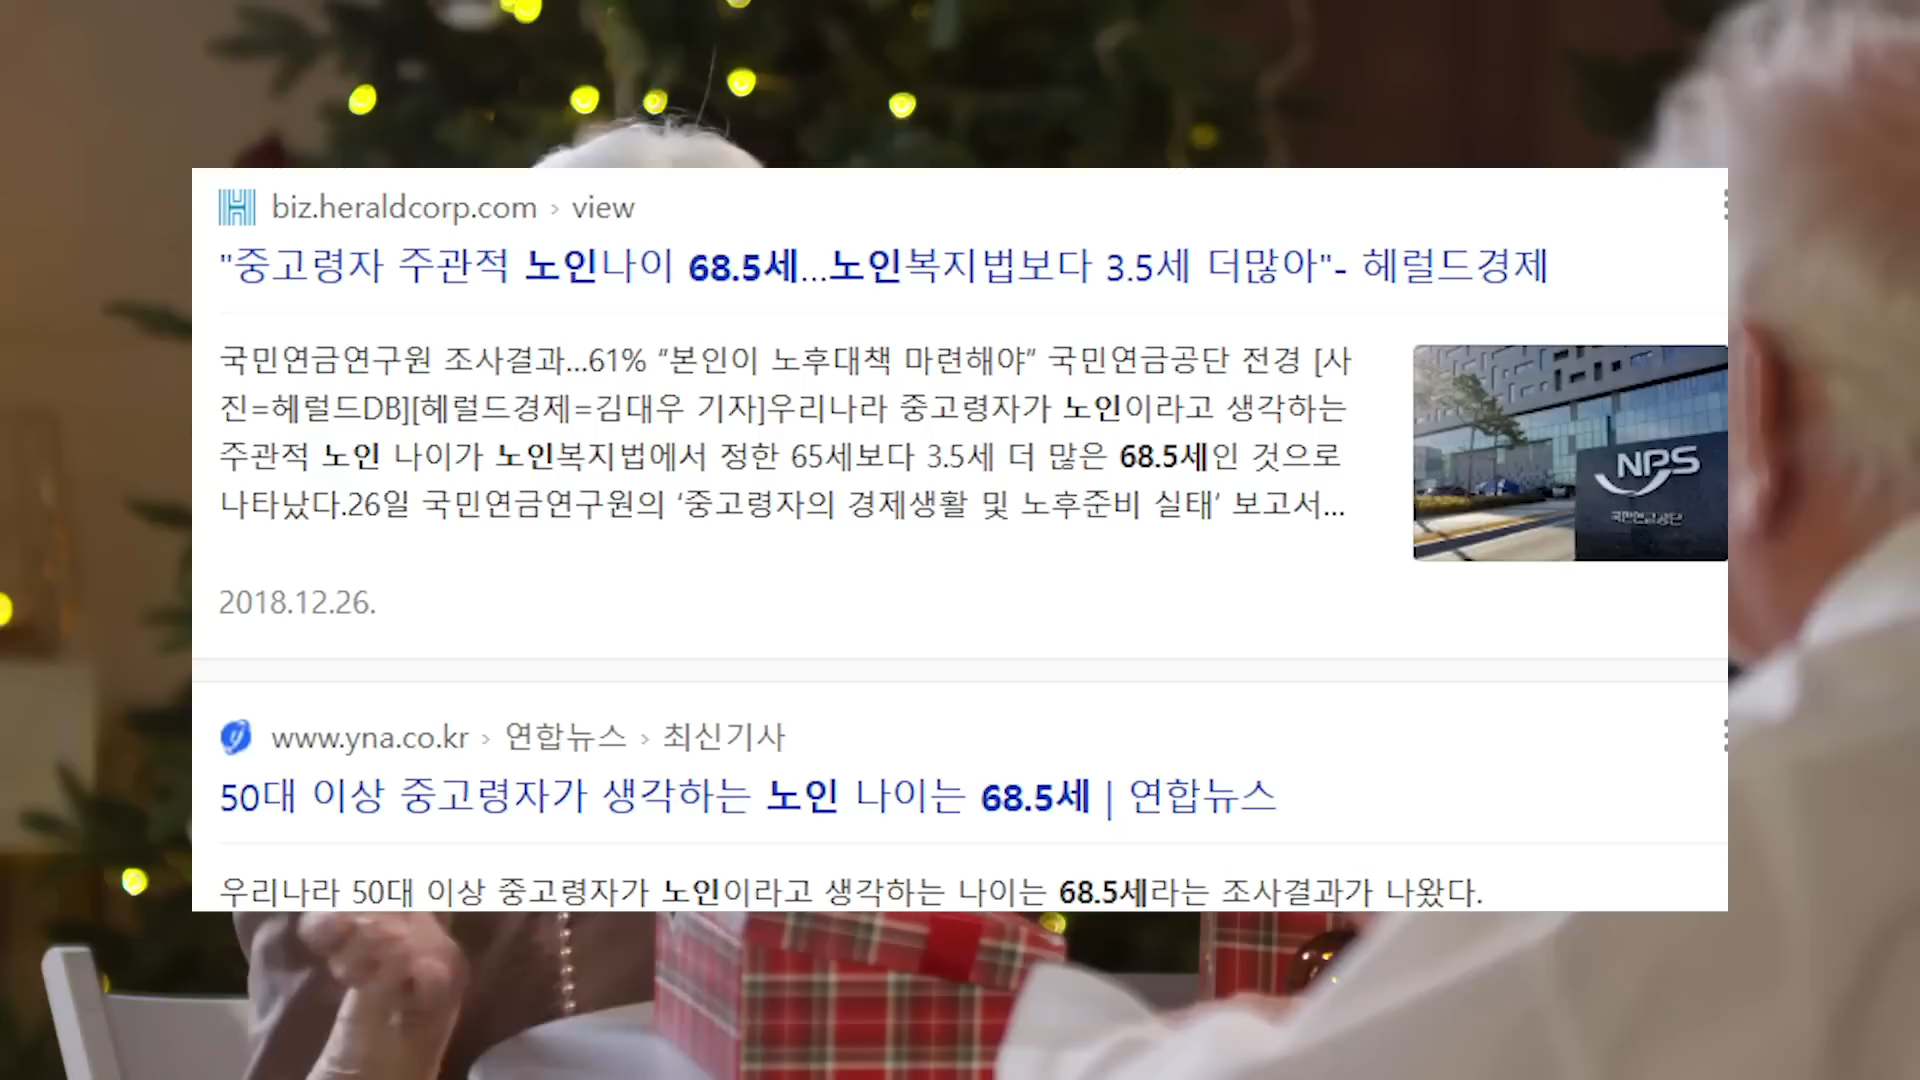 biz.heraldcorp.com › view
"중고령자 주관적 노인나이 68.5세...노인복지법보다 3.5세 더많아"- 헤럴드경제
국민연금연구원 조사결과...61% “본인이 노후대책 마련해야” 국민연금공단 전경 [사
진=헤럴드DB][헤럴드경제=김대우 기자]우리나라 중고령자가 노인이라고 생각하는
주관적 노인 나이가 노인복지법에서 정한 65세보다 3.5세 더 많은 68.5세인 것으로
나타났다.26일 국민연금연구원의 ‘중고령자의 경제생활 및 노후준비 실태’ 보고서...
NPS
국민연금공단
2018.12.26.
www.yna.co.kr › 연합뉴스 › 최신기사
50대 이상 중고령자가 생각하는 노인 나이는 68.5세 | 연합뉴스
우리나라 50대 이상 중고령자가 노인이라고 생각하는 나이는 68.5세라는 조사결과가 나왔다.